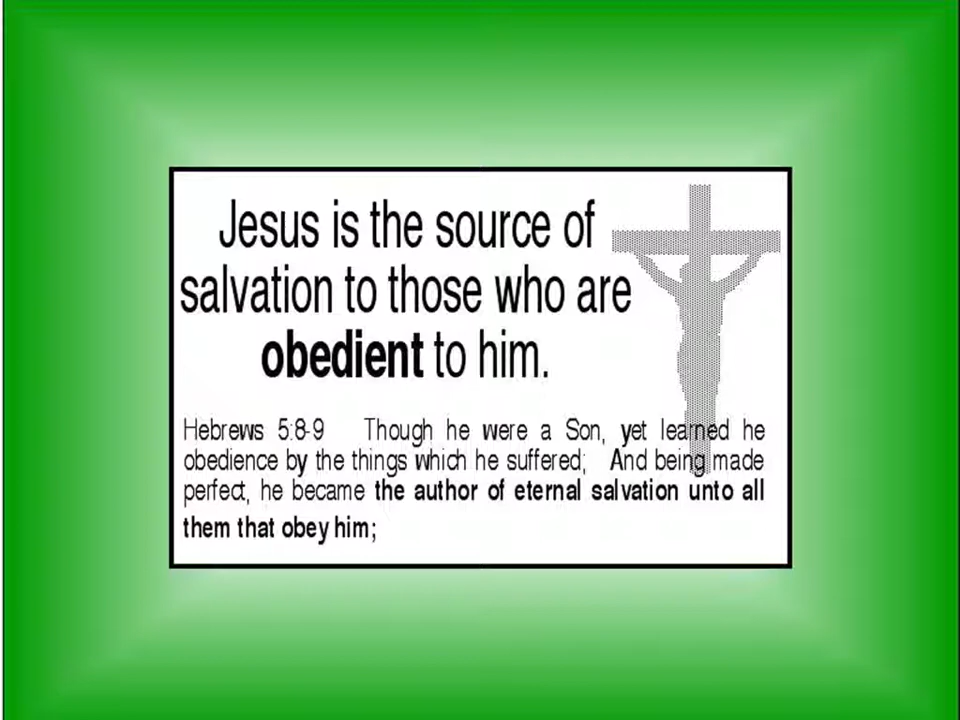 Jesus is the source of
salvation to those who are
obedient to him.
Hebrews 5:8-9 Though he were a Son, yet learned he
obedience by the things which he suffered; And being made
perfect, he became the author of eternal salvation unto all
them that obey him;